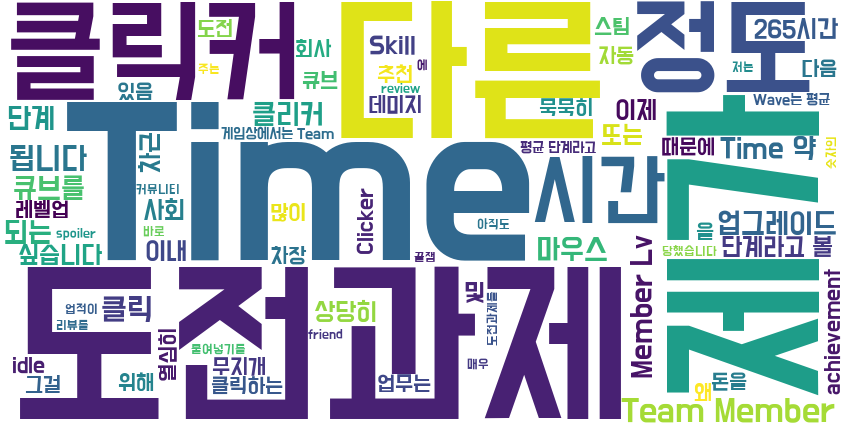 클릭커
도전
주는
회사
큐브
Skill
추천
에
review
데미지
다른
스팀
자동
정도
265시간
저는
다음
Wave는 평균
있음
단계
클리커
게임상에서는 Team
묵묵히
이제
또는
때문에
Time 약
숫자의
됩니다
차근
Time
시간
평균 단계라고
자신
큐브를
커뮤니티
레벨업
사회
많이
Clicker
아직도
을
업그레이드
되는
spoiler
바로
싶습니다
이내
차장
골잼
마우스
당했습니다
단계라고 볼
도전과제
업적이
클릭
리뷰를
상당히
friend
및
도전과제들
Member Lv
achievement
idle
그걸
위해
열심히
물어넣기를
무지개
클릭하는
업무는
매우
왜
돈을
Team Member